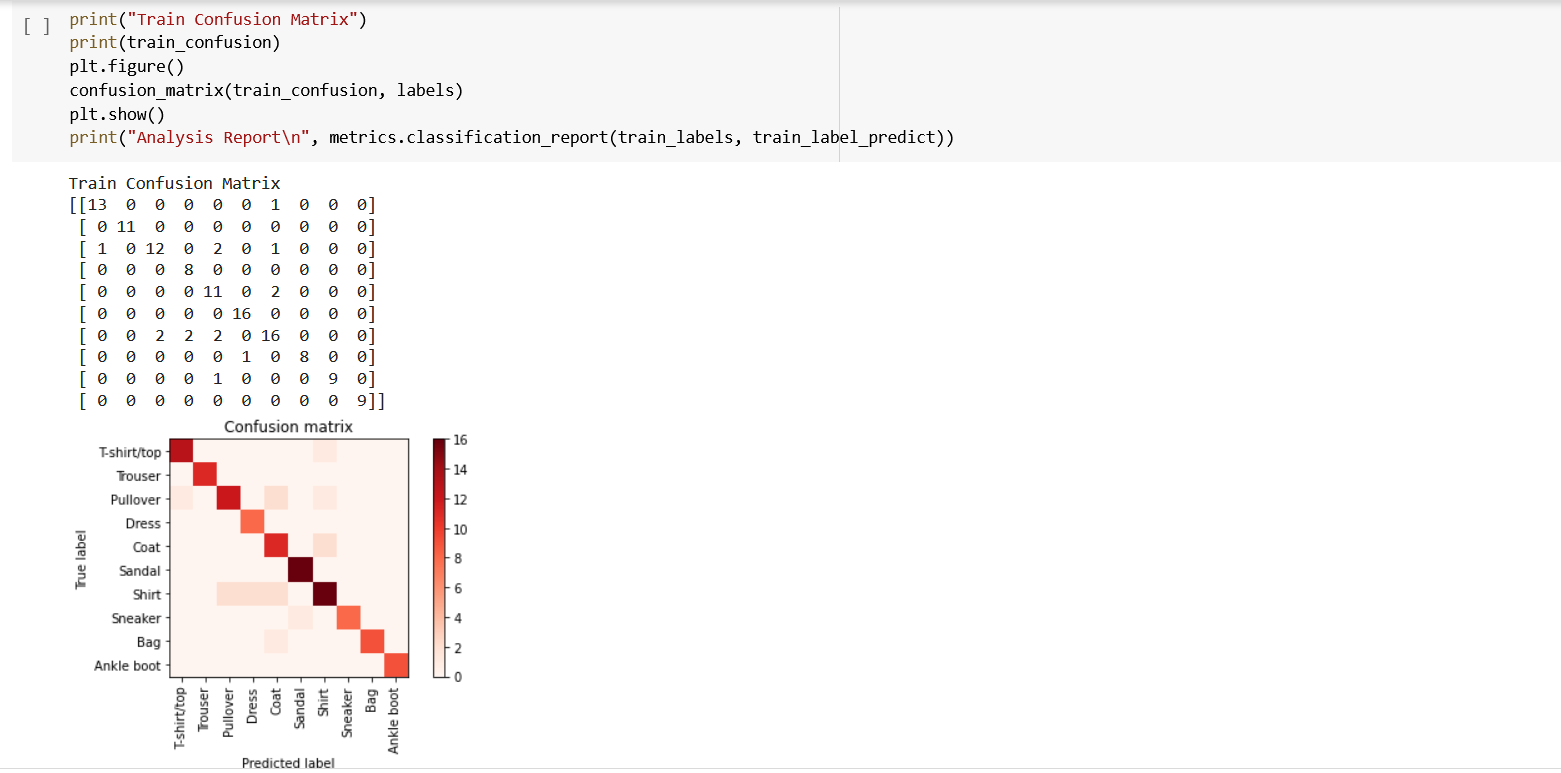 [ ]
print("Train Confusion Matrix")
print(train_confusion)
plt.figure()
confusion_matrix(train_confusion, labels)
plt.show()
print("Analysis Report\n", metrics.classification_report(train_labels, train_label_predict))
Train Confusion Matrix
[[13  0  0  0  0  0  1  0  0  0]
 [ 0 11  0  0  0  0  0  0  0  0]
 [ 1  0 12  0  2  0  1  0  0  0]
 [ 0  0  0  8  0  0  0  0  0  0]
 [ 0  0  0  0 11  0  2  0  0  0]
 [ 0  0  0  0  0 16  0  0  0  0]
 [ 0  0  2  2  2  0 16  0  0  0]
 [ 0  0  0  0  0  1  0  8  0  0]
 [ 0  0  0  0  1  0  0  0  9  0]
 [ 0  0  0  0  0  0  0  0  0  9]]
Confusion matrix
True label
T-shirt/top
Trouser
Pullover
Dress
Coat
Sandal
Shirt
Sneaker
Bag
Ankle boot
T-shirt/top
Trouser
Pullover
Dress
Coat
Sandal
Shirt
Sneaker
Bag
Ankle boot
Predicted label
16
14
12
10
8
6
4
2
0